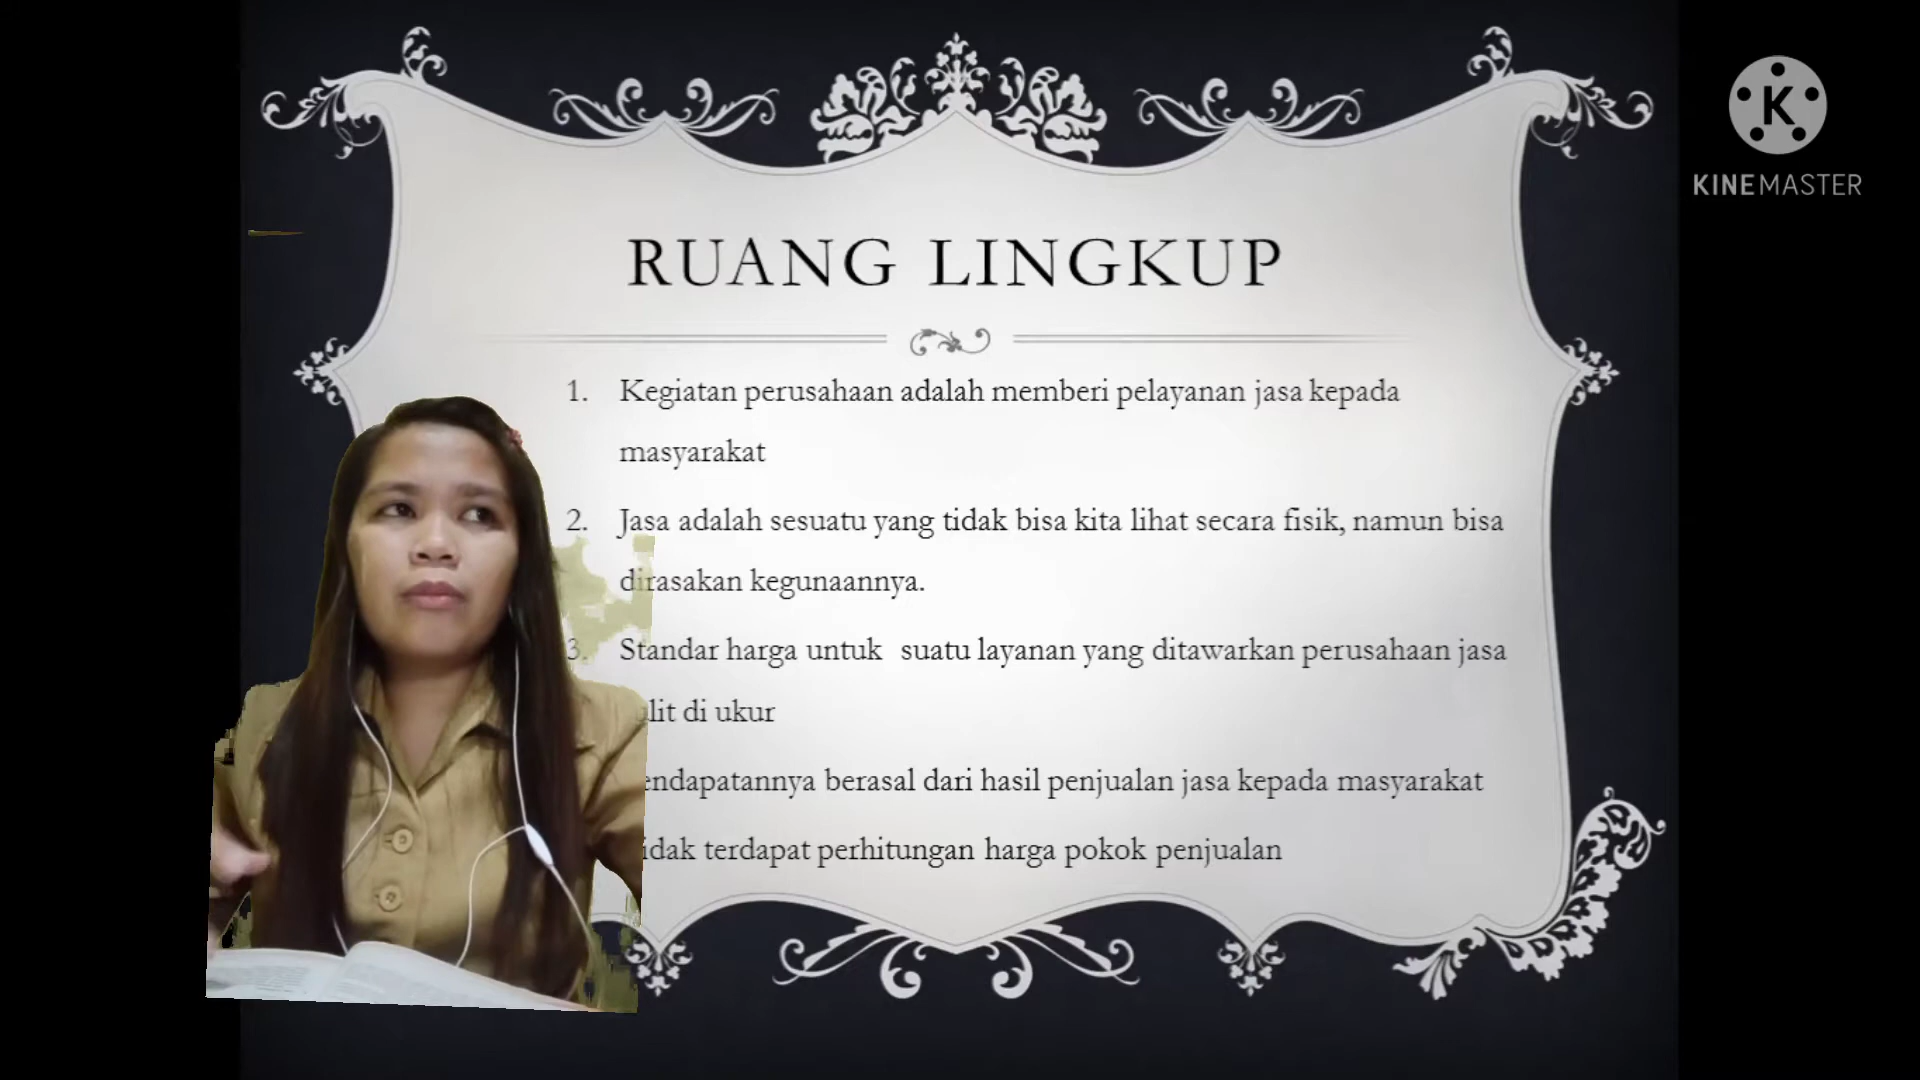 KINEMASTER
RUANG LINGKUP
1. Kegiatan perusahaan adalah memberi pelayanan jasa kepada
masyarakat
2. Jasa adalah sesuatu yang tidak bisa kita lihat secara fisik, namun bisa
dirasakan kegunaannya.
3. Standar harga untuk suatu layanan yang ditawarkan perusahaan jasa
di ukur
berasal dari hasil penjualan jasa kepada masyarakat
terdapat perhitungan harga pokok penjualan